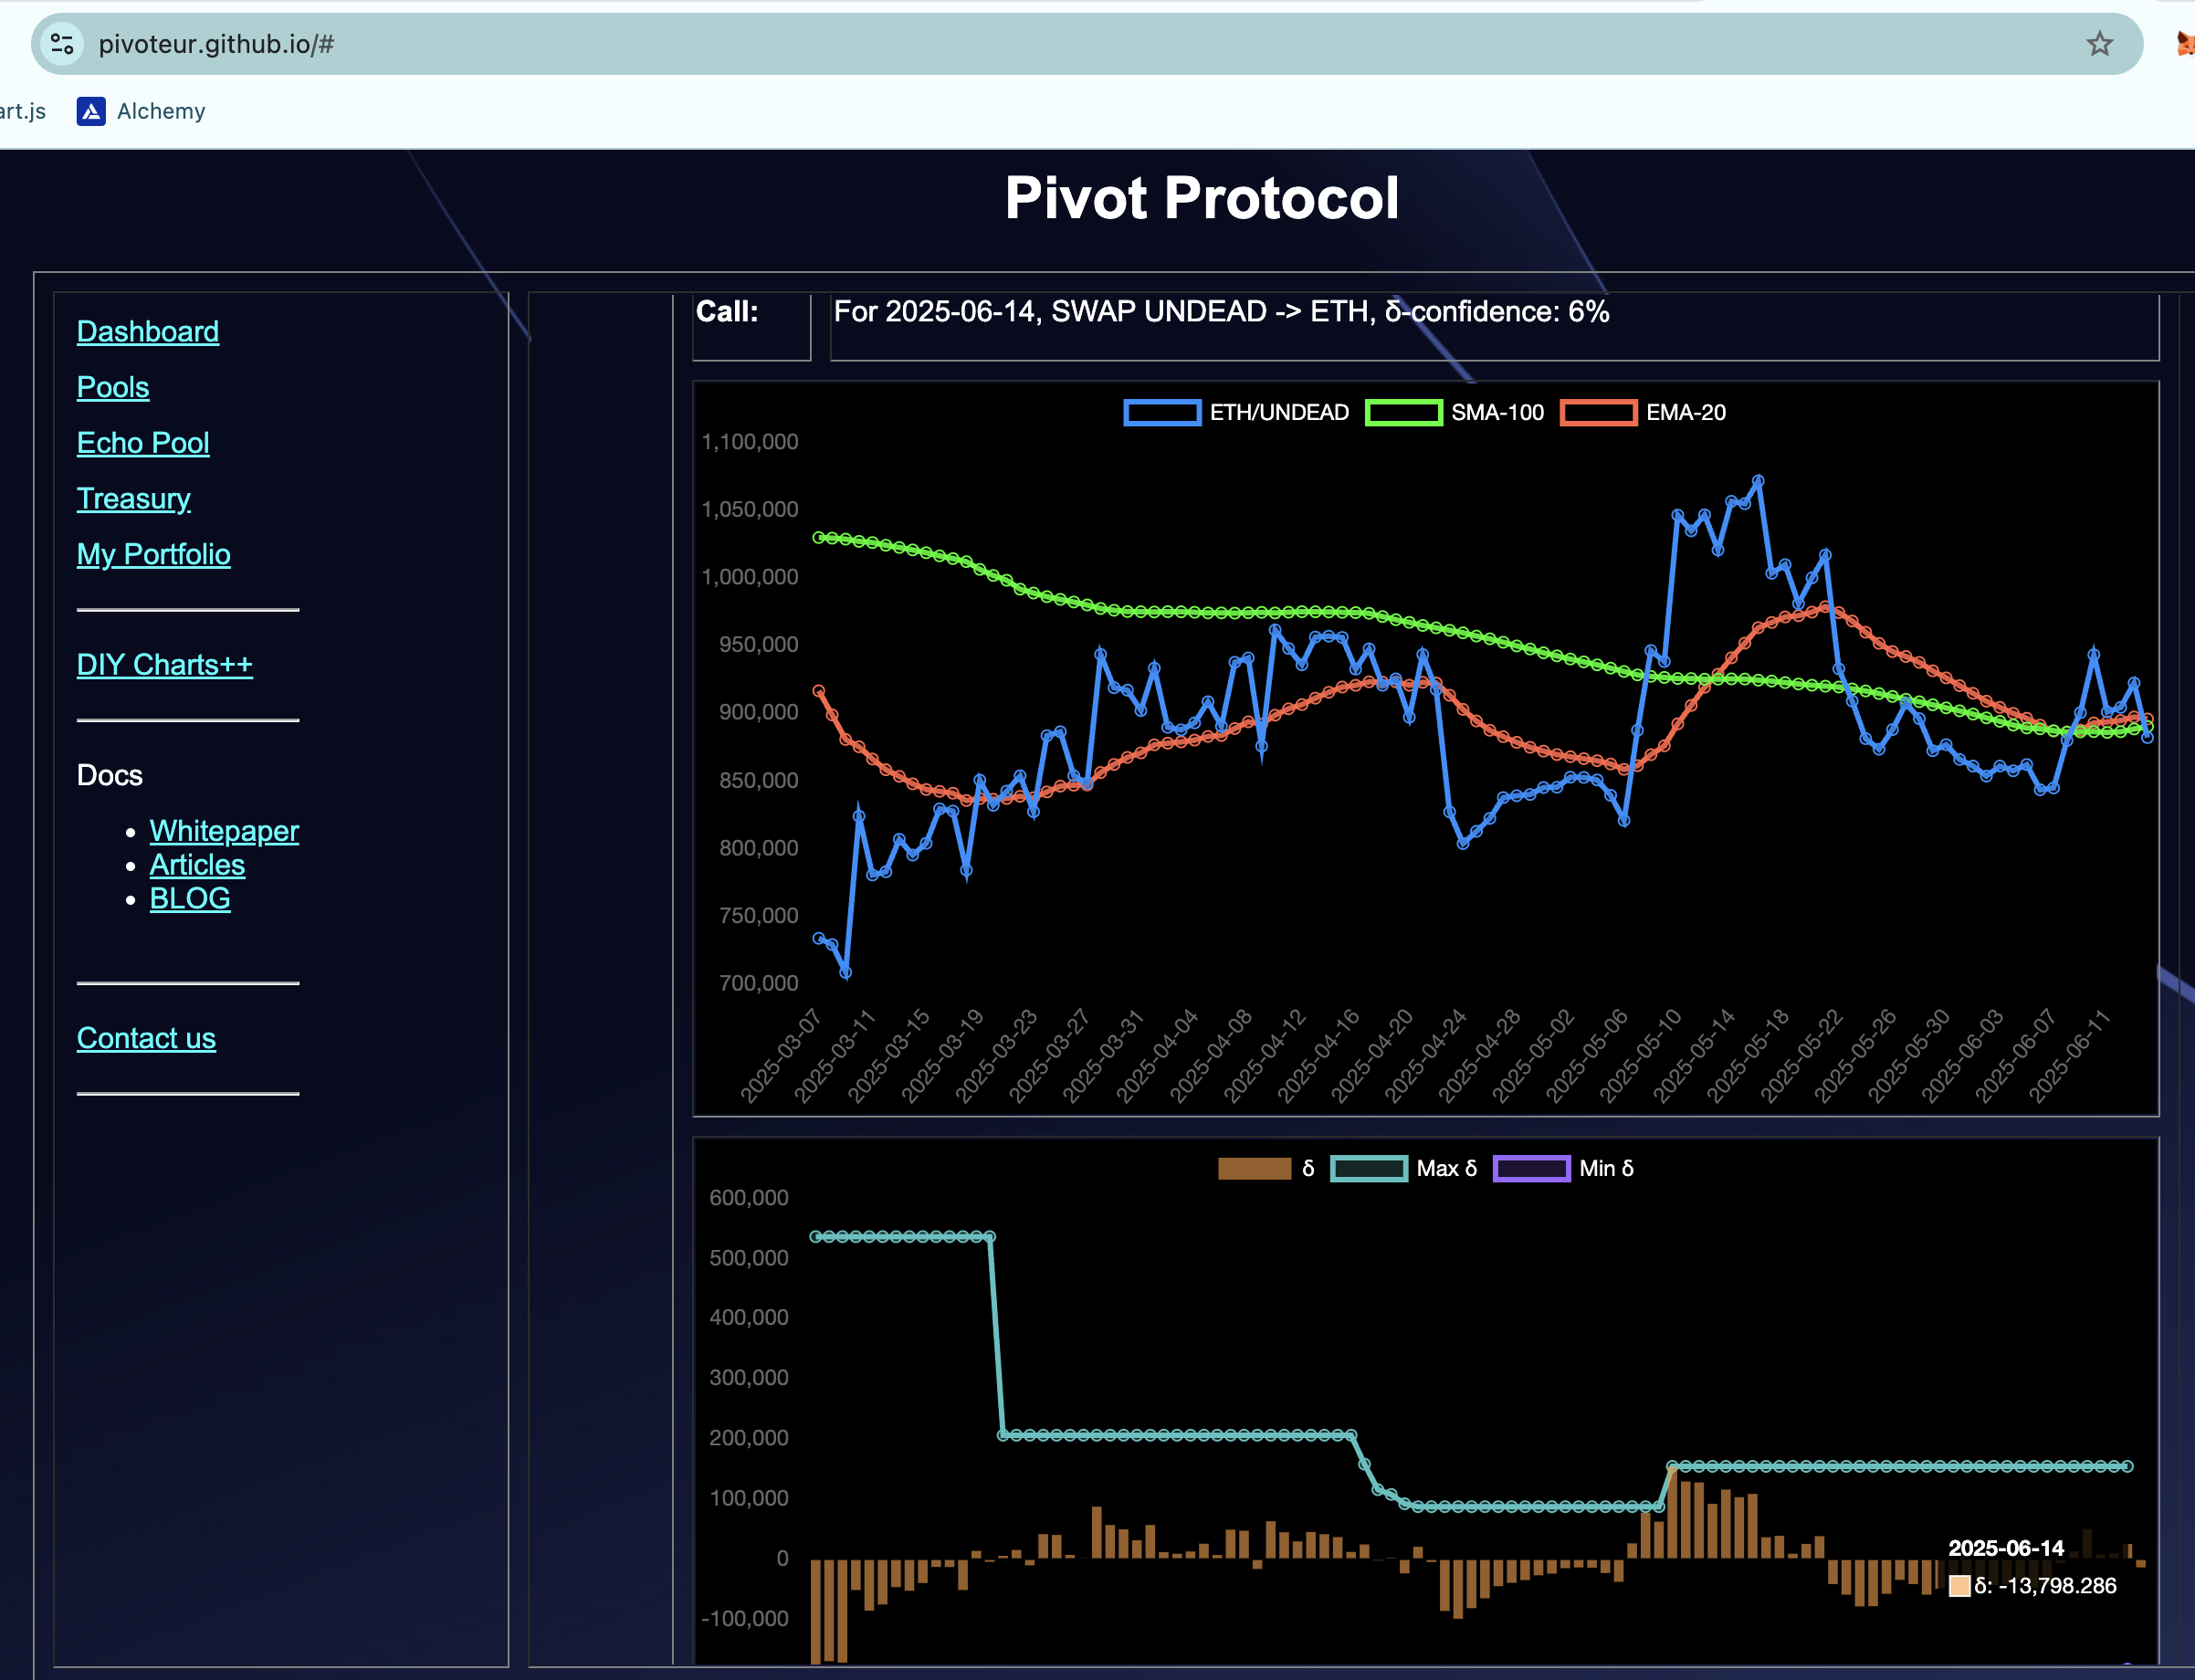 pivoteur.github.io/#
art.js Alchemy
Pivot Protocol
Dashboard
Pools
Echo Pool
Treasury
My Portfolio
DIY Charts++
Docs
Whitepaper
Articles
BLOG
Contact us
Call: For 2025-06-14, SWAP UNDEAD -> ETH, δ-confidence: 6%
ETH/UNDEAD SMA-100 EMA-20
1,100,000
1,050,000
1,000,000
950,000
900,000
850,000
800,000
750,000
700,000
2025-03-07 2025-03-11 2025-03-15 2025-03-19 2025-03-23 2025-03-27 2025-03-31 2025-04-04 2025-04-08 2025-04-12 2025-04-16 2025-04-20 2025-04-24 2025-04-28 2025-05-02 2025-05-06 2025-05-10 2025-05-14 2025-05-18 2025-05-22 2025-05-26 2025-05-30 2025-06-03 2025-06-07 2025-06-11
δ Max δ Min δ
600,000
500,000
400,000
300,000
200,000
100,000
0
-100,000
2025-06-14
δ: -13,798.286